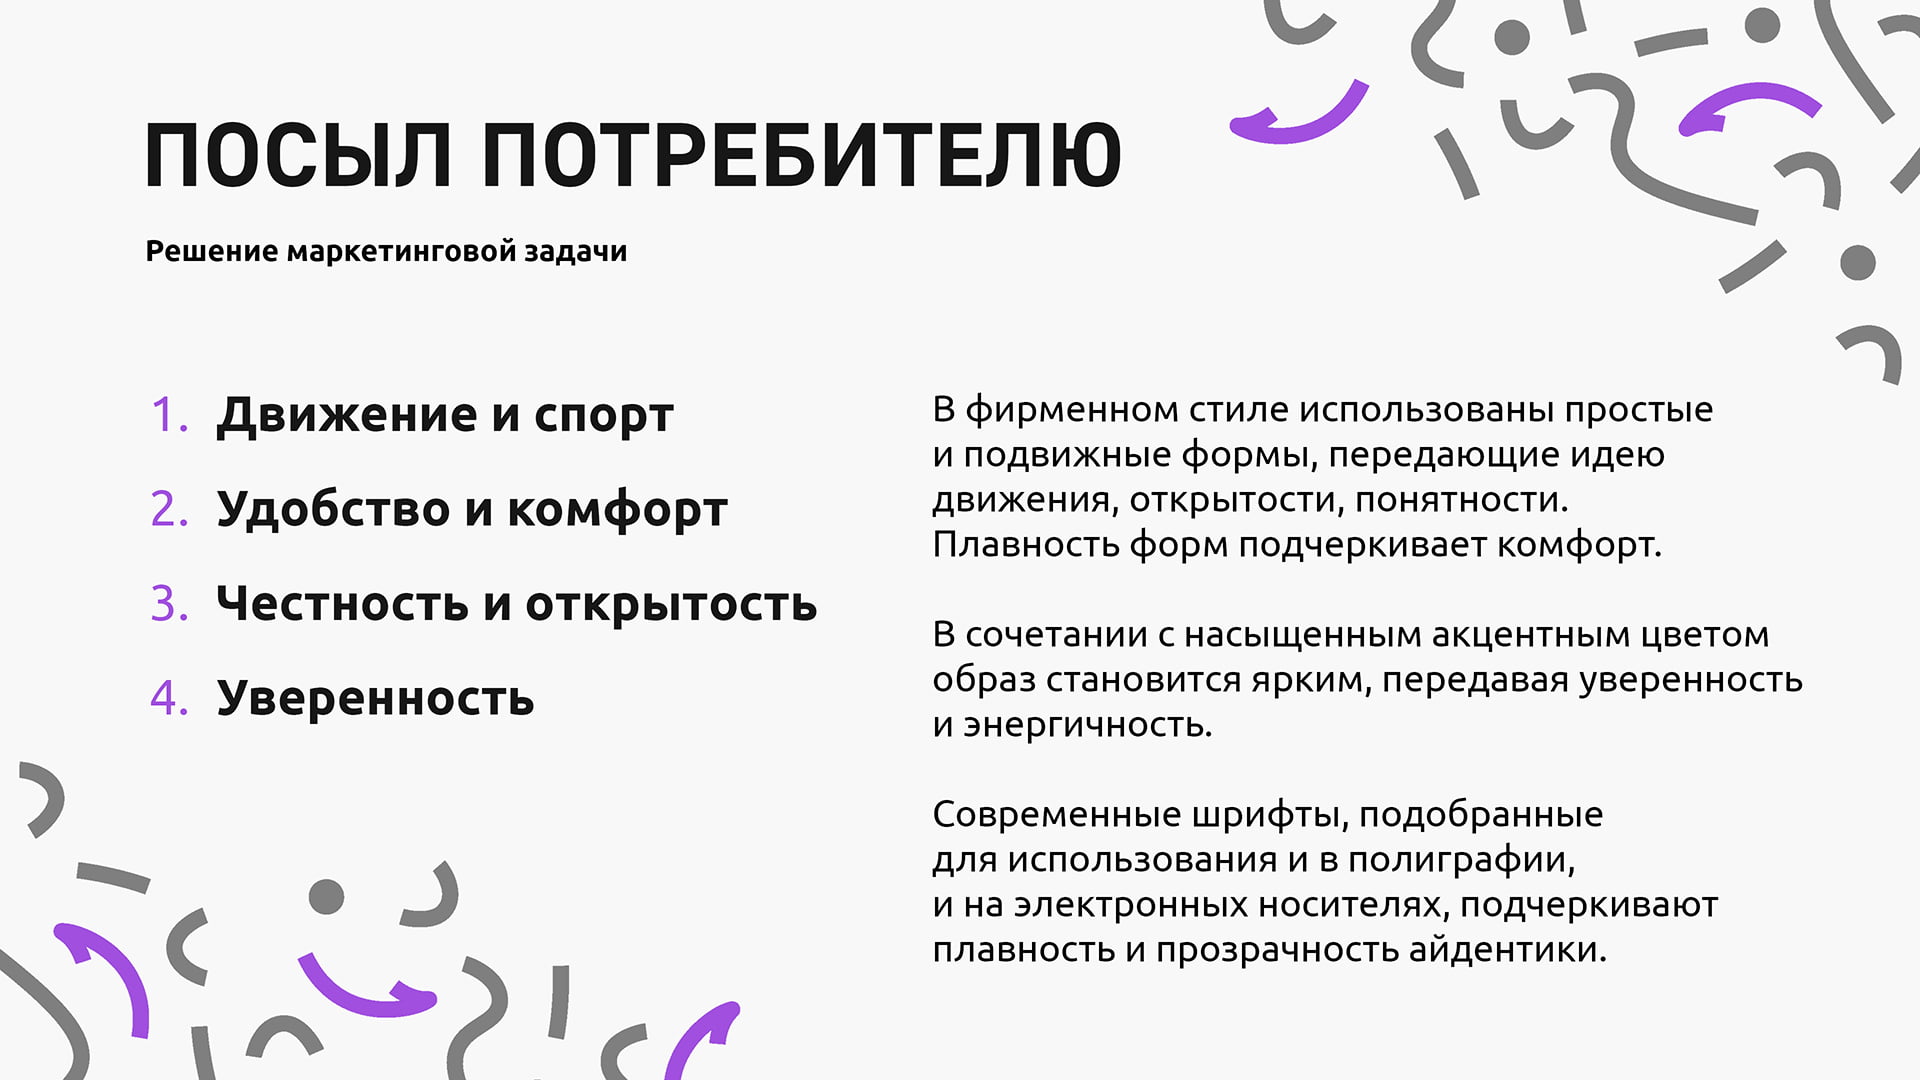 ПОСЫЛ ПОТРЕБИТЕЛЮ
Решение маркетинговой задачи
1. Движение и спорт
2. Удобство и комфорт
3. Честность и открытость
4. Уверенность
В фирменном стиле использованы простые
и подвижные формы, передающие идею
движения, открытости, понятности.
Плавность форм подчеркивает комфорт.
В сочетании с насыщенным акцентным цветом
образ становится ярким, передавая уверенность
и энергичность.
Современные шрифты, подобранные
для использования и в полиграфии,
и на электронных носителях, подчеркивают
плавность и прозрачность айдентики.